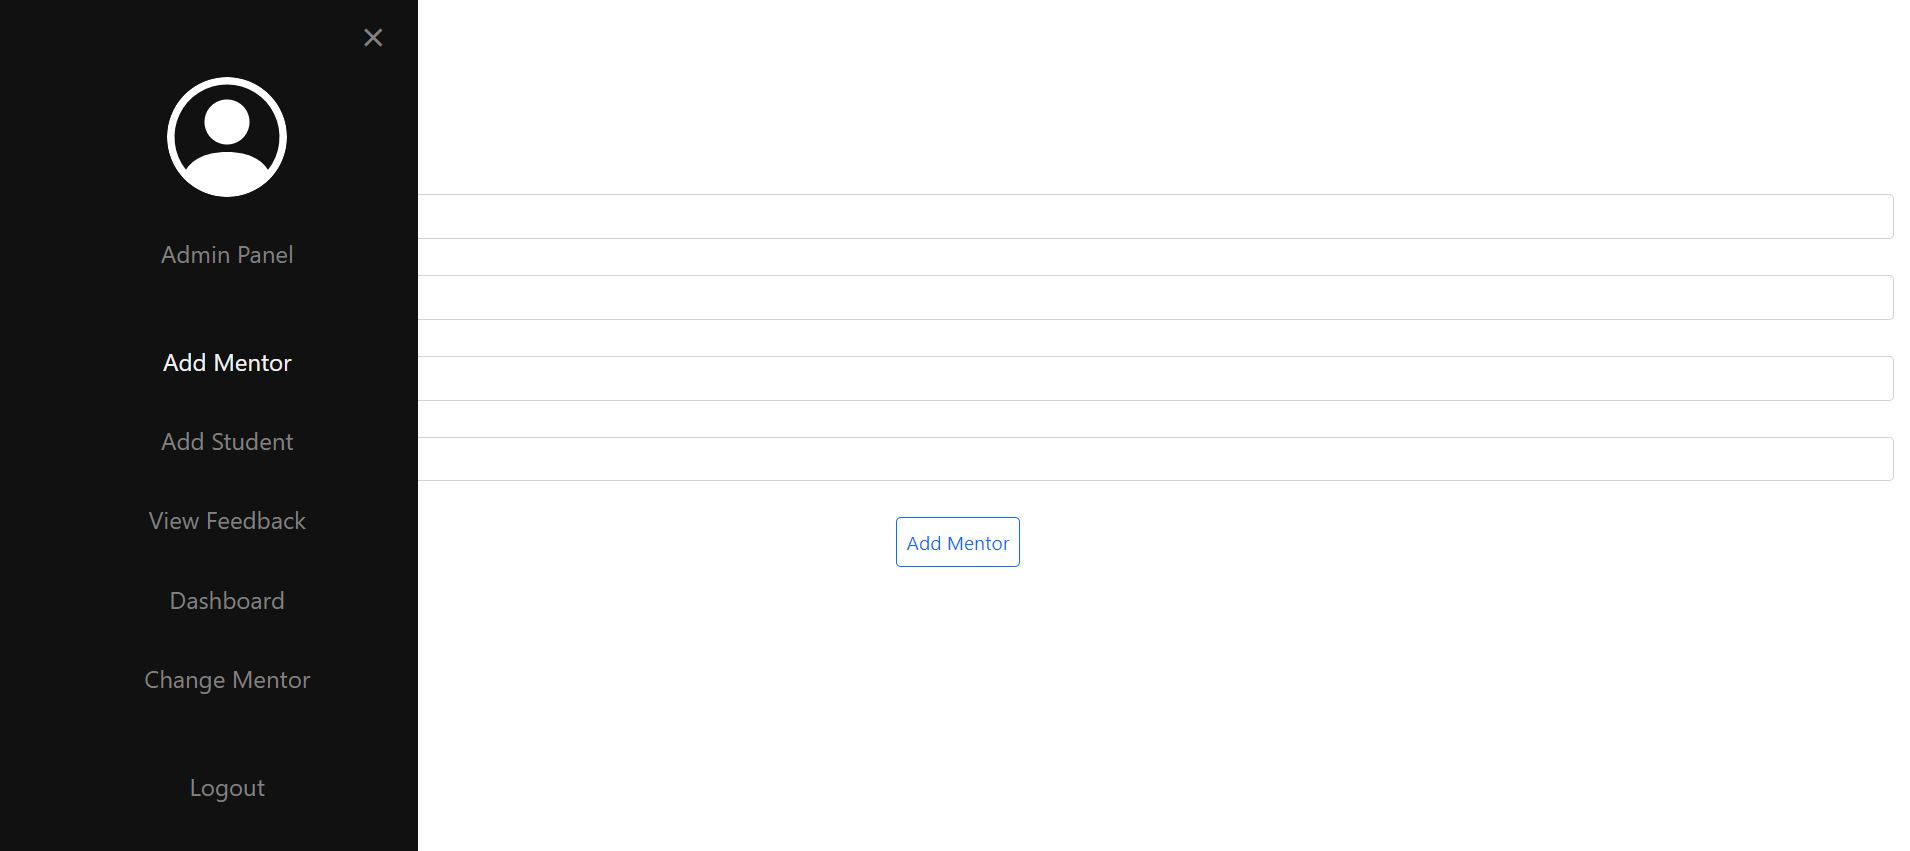 Admin Panel
Add Mentor
Add Student
View Feedback
Dashboard
Change Mentor
Logout
Add Mentor